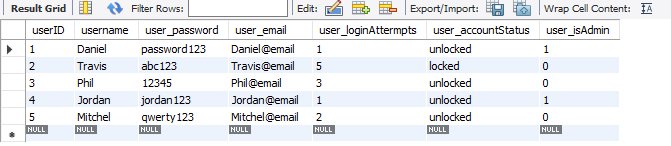 Result Grid Filter Rows: Edit: Export/Import: Wrap Cell Content:
userID username user_password user_email user_loginAttermpts user_accountStatus user_isAdmin
1 Daniel password123 Daniel@email 1 unlocked 1
2 Travis abc123 Travis@email 5 locked 0
3 Phil 12345 Phil@email 3 unlocked 0
4 Jordan jordan123 Jordan@email 1 unlocked 1
5 Mitchel qwerty123 Mitchel@email 2 unlocked 0
NULL NULL NULL NULL NULL NULL NULL